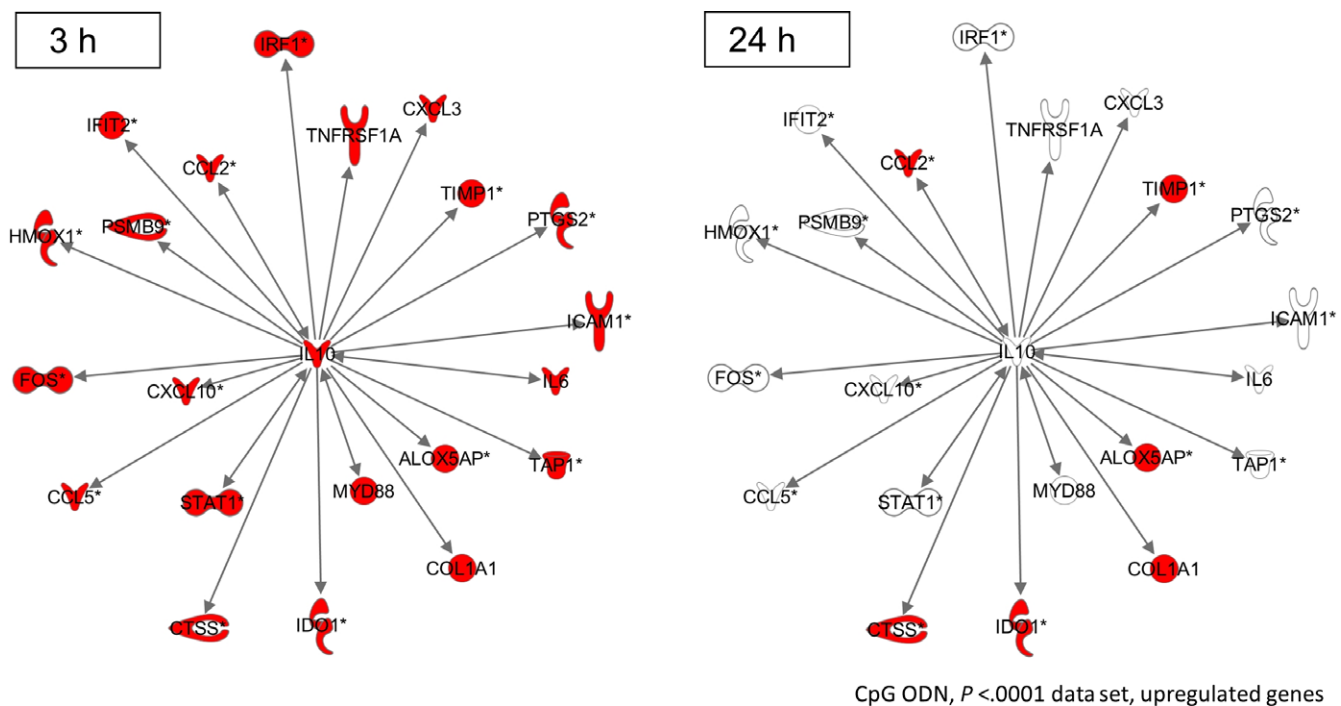 3 h
IRF1*
CXCL3
IFIT2*
TNFRSF1A
CCL2*
TIMP1*
PTGS2*
PSMB9*
HMOX1*
ICAM1*
IL10
FOS*
CXCL10*
IL6
ALOX5AP*
TAP1*
MYD88
CCL5*
STAT1*
COL1A1
CTSS*
IDO1*
24 h
IRF1*
CXCL3
IFIT2*
TNFRSF1A
CCL2*
TIMP1*
PTGS2*
PSMB9*
HMOX1*
ICAM1*
IL10
FOS*
CXCL10*
IL6
ALOX5AP*
TAP1*
MYD88
CCL5*
STAT1*
COL1A1
CTSS*
IDO1*
CpG ODN, P <.0001 data set, upregulated genes